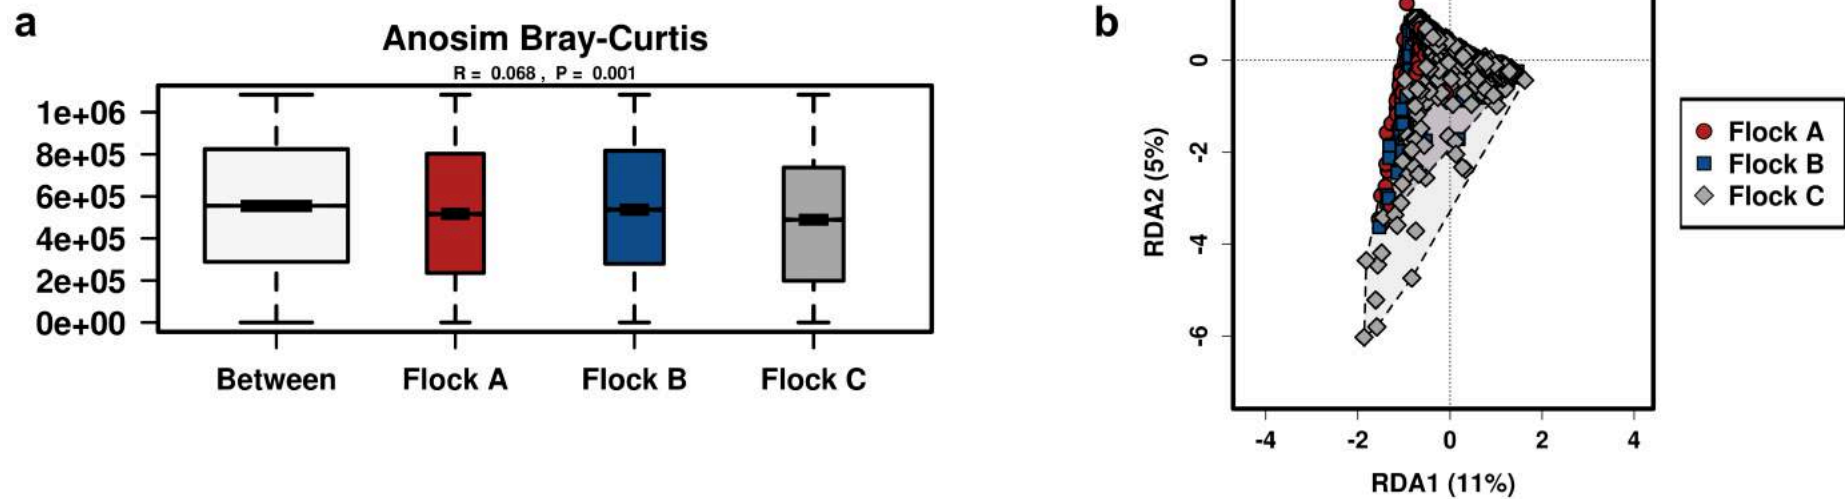 a
Anosim Bray-Curtis
R = 0.068 , P = 0.001
1e+06
8e+05
6e+05
4e+05
2e+05
0e+00
Between Flock A Flock B Flock C
b
0
-2
-4
-6
RDA2 (5%)
-4 -2 0 2 4
RDA1 (11%)
Flock A
Flock B
Flock C